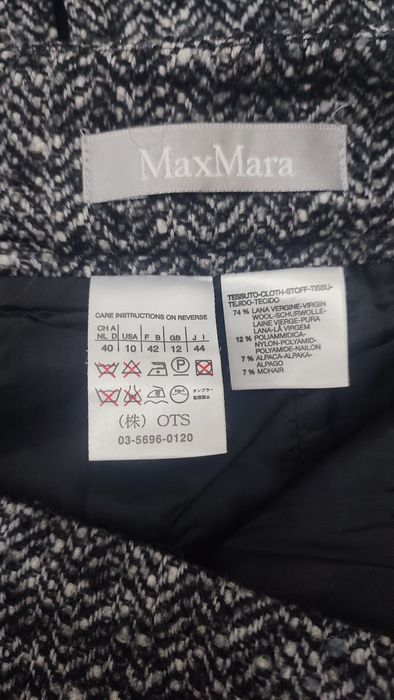 MaxMara
CARE INSTRUCTIONS ON REVERSE
CH A USA F B GB J I
NL D
40 10 42 12 44
P
(株) OTS
03-5696-0120
TESSUTO-CLOTH-STOFF-TISSU-
TEJIDO-TECIDO
74 % LANA VERGINE-VIRGIN
WOOL-SCHURWOLLE-
LAINE VIERGE-PURA
LANA-LÃ VIRGEM
12 % POLIAMMIDICA-
NYLON-POLYAMID-
POLYAMIDE-NAILON
7 % ALPACA-ALPAKA-
ALPAGO
7 % MOHAIR